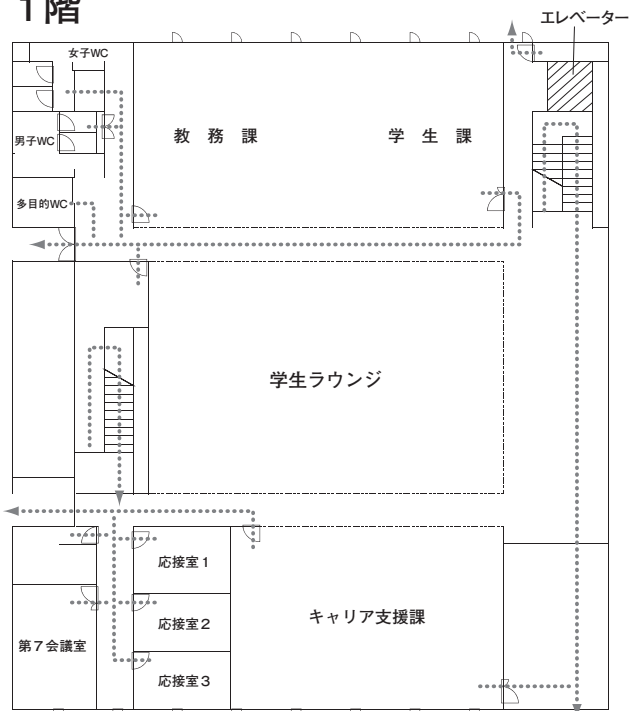 1階
エレベーター
女子WC
男子WC
教務課
学生課
多目的WC
学生ラウンジ
応接室1
応接室2
キャリア支援課
第7会議室
応接室3